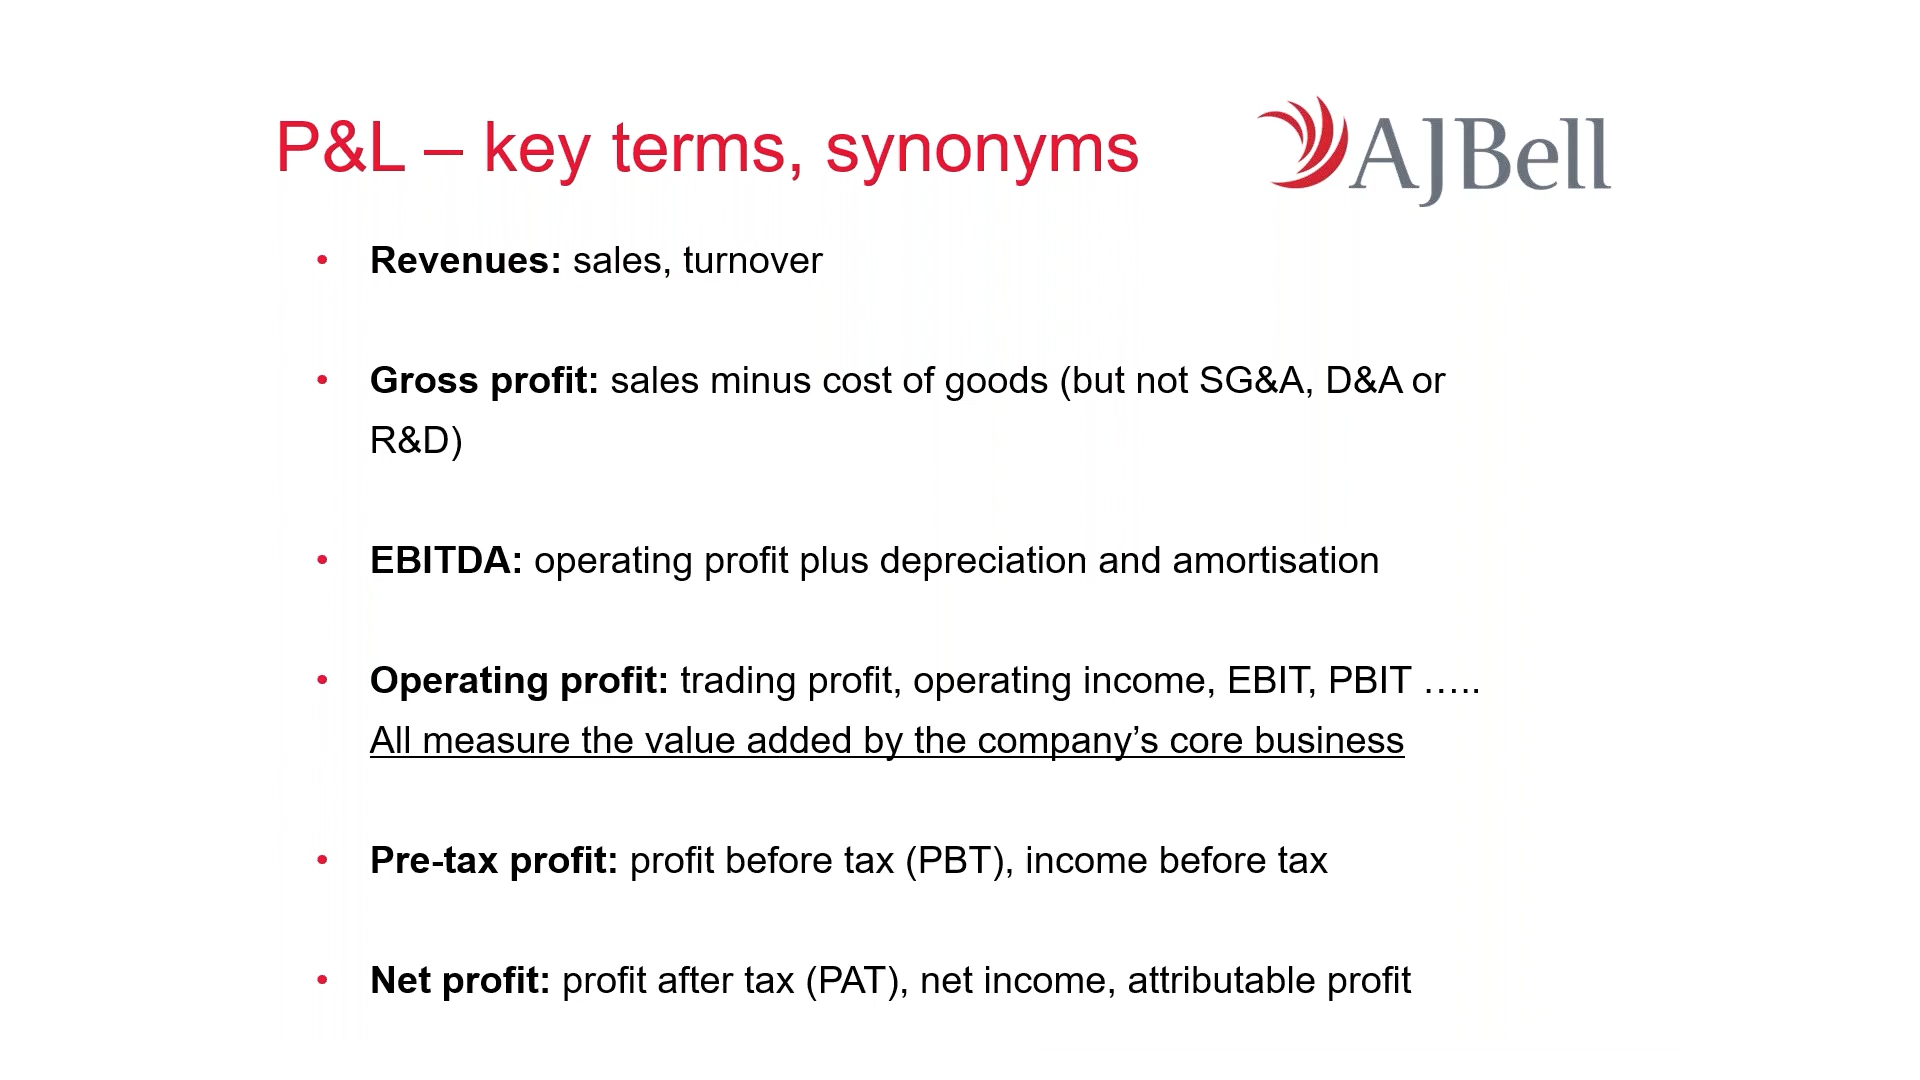 P&L – key terms, synonyms
AJBell
• Revenues: sales, turnover
• Gross profit: sales minus cost of goods (but not SG&A, D&A or
R&D)
• EBITDA: operating profit plus depreciation and amortisation
• Operating profit: trading profit, operating income, EBIT, PBIT …..
All measure the value added by the company’s core business
• Pre-tax profit: profit before tax (PBT), income before tax
• Net profit: profit after tax (PAT), net income, attributable profit